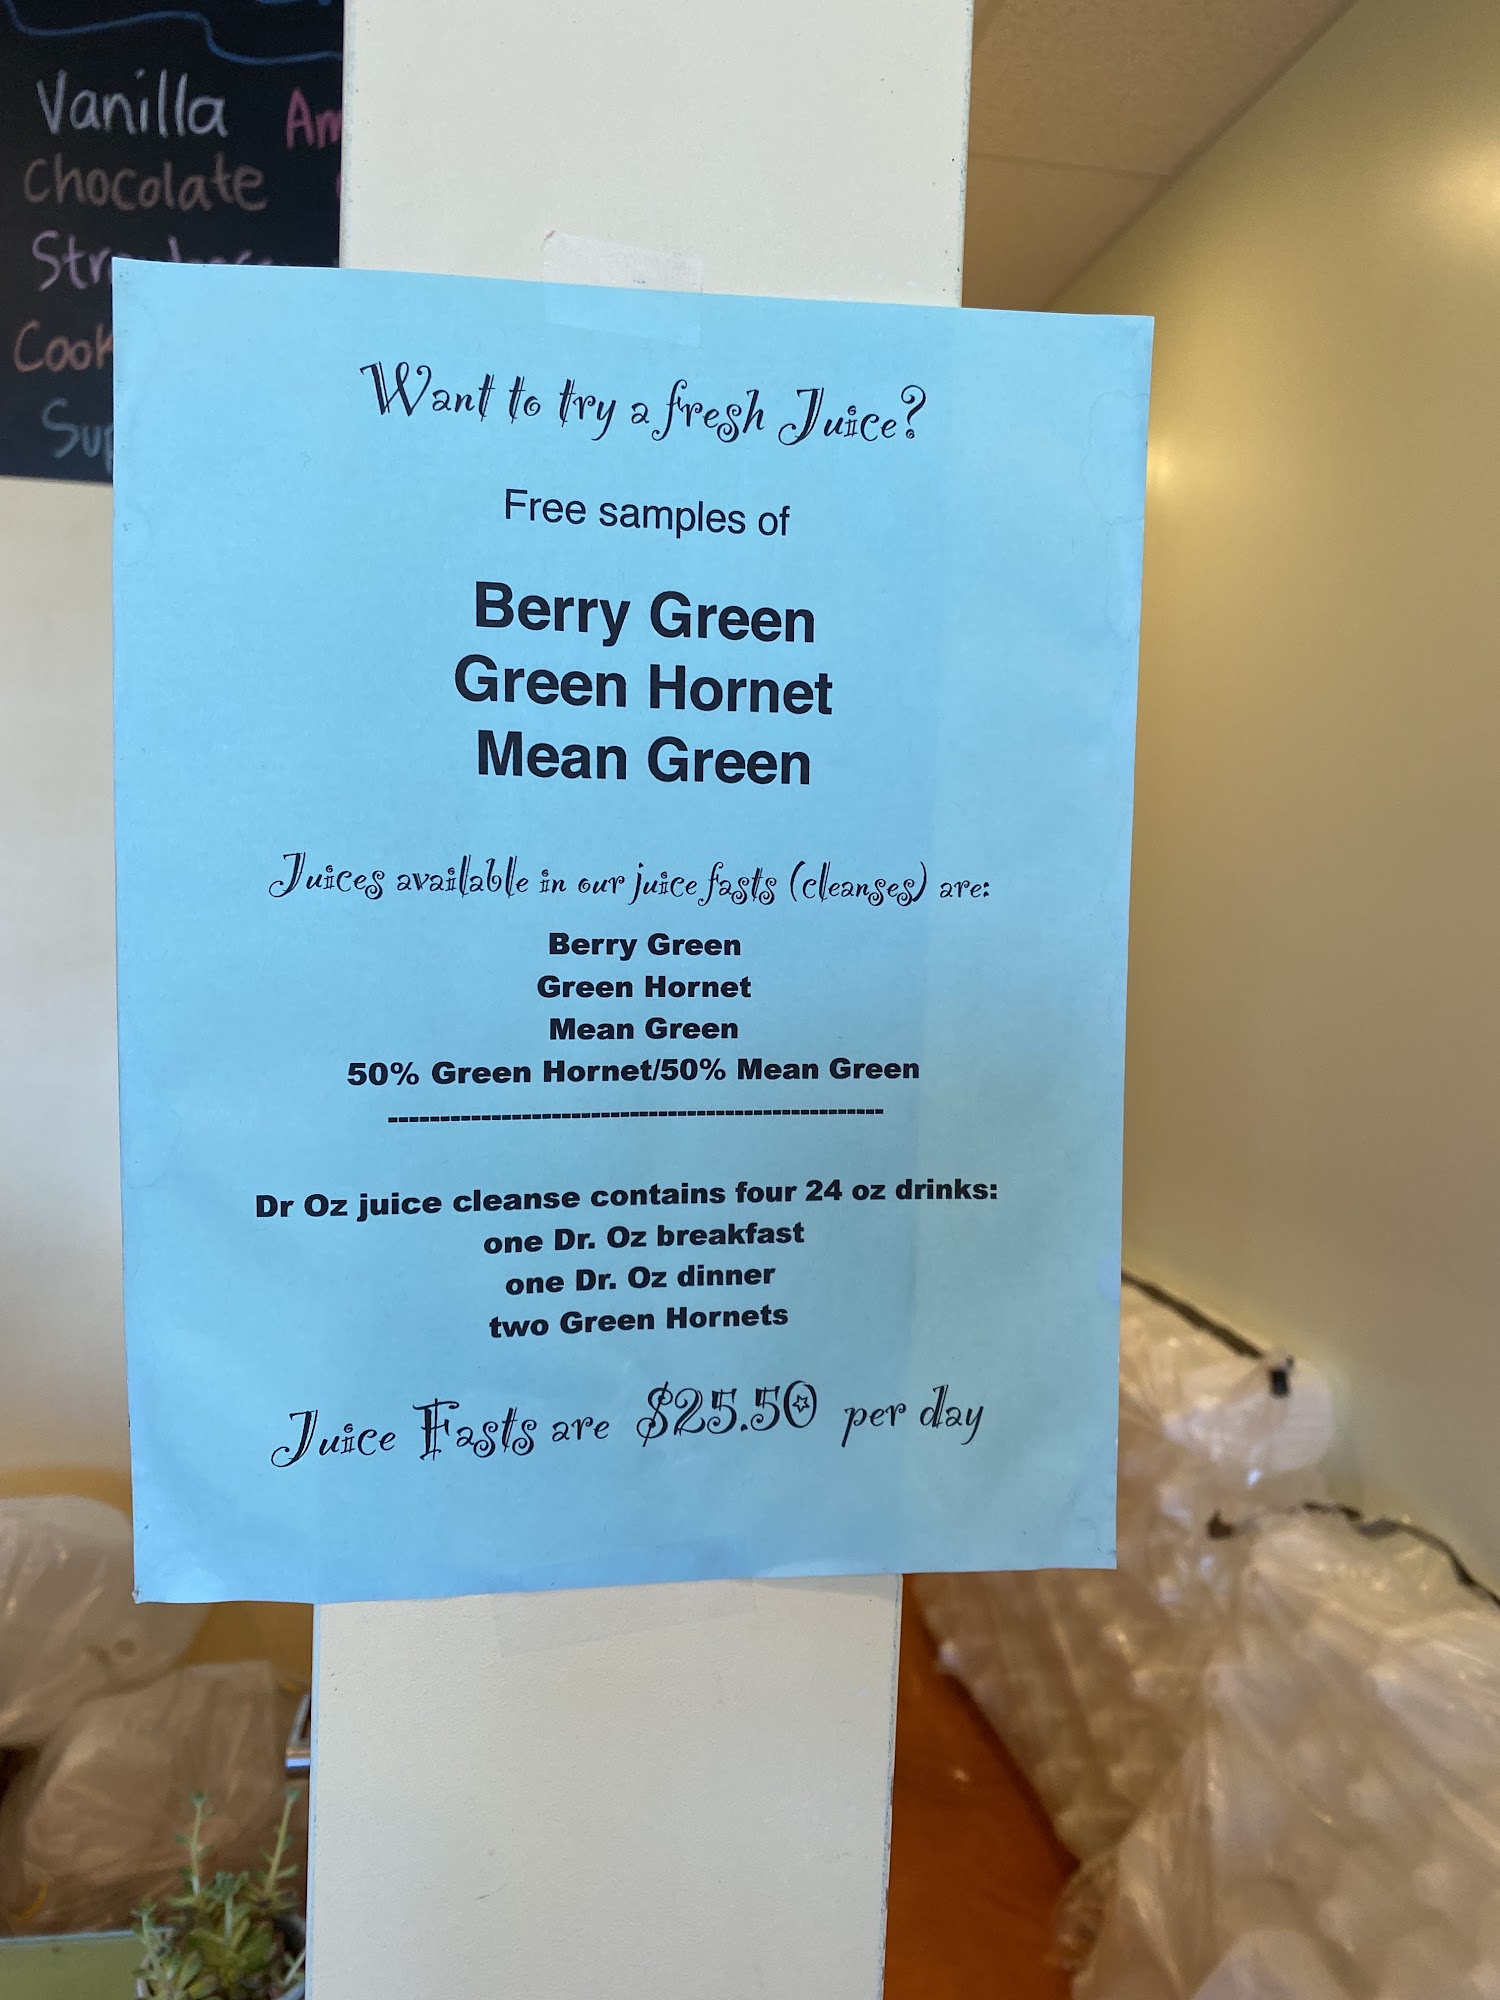 Vanilla
Chocolate
Want to try a fresh Juice?
Free samples of
Berry Green
Green Hornet
Mean Green
Juices available in our juice fasts (cleanses) are:
Berry Green
Green Hornet
Mean Green
50% Green Hornet/50% Mean Green
-----------------------------------------------------
Dr Oz juice cleanse contains four 24 oz drinks:
one Dr. Oz breakfast
one Dr. Oz dinner
two Green Hornets
Juice Fasts are $25.50 per day